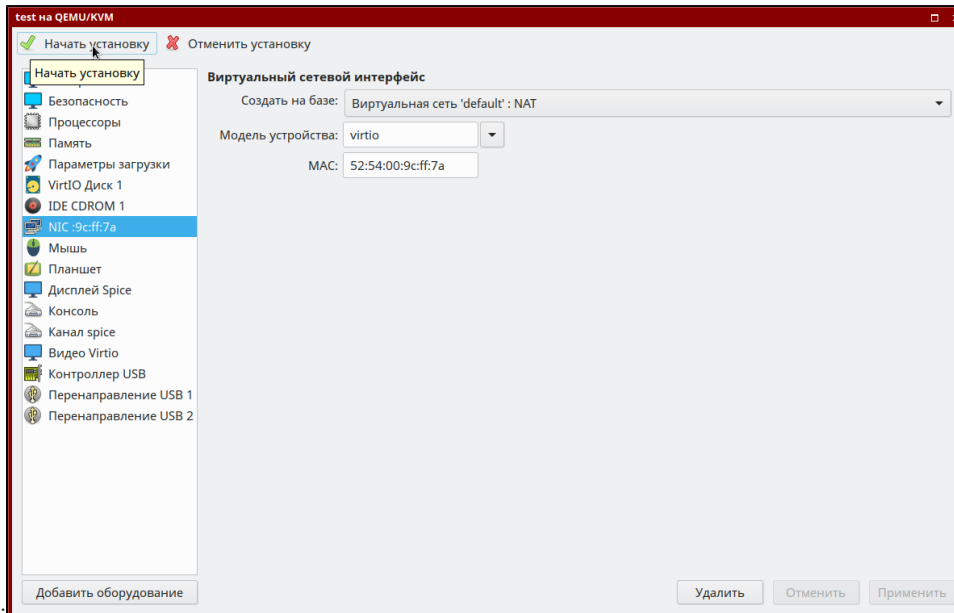 test на QEMU/KVM
Начать установку Отменить установку
Начать установку
Безопасность
Процессоры
Память
Параметры загрузки
VirtIO Диск 1
IDE CDROM 1
NIC :9c:ff:7a
Мышь
Планшет
Дисплей Spice
Консоль
Канал spice
Видео Virtio
Контроллер USB
Перенаправление USB 1
Перенаправление USB 2
Добавить оборудование
Виртуальный сетевой интерфейс
Создать на базе: Виртуальная сеть 'default' : NAT
Модель устройства: virtio
MAC: 52:54:00:9c:ff:7a
Удалить Отменить Применить